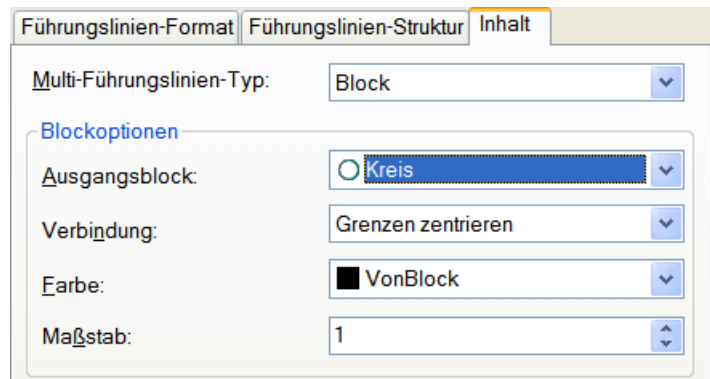 Führungslinien-Format Führungslinien-Struktur Inhalt
Multi-Führungslinien-Typ: Block
Blockoptionen
Ausgangsblock: Kreis
Verbindung: Grenzen zentrieren
Farbe: VonBlock
Maßstab: 1